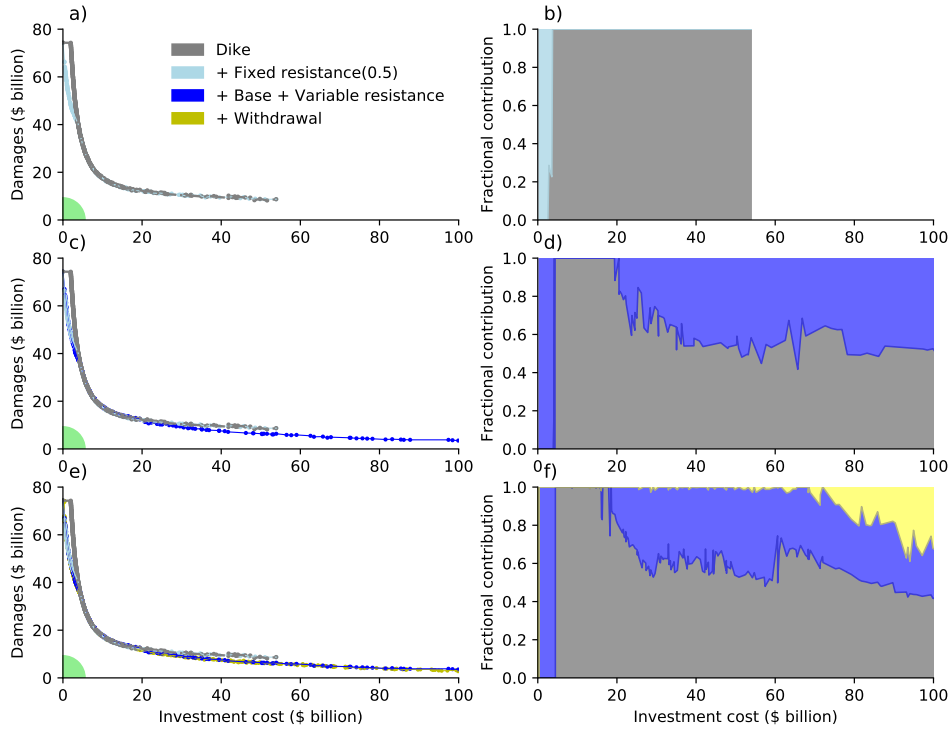 a)
80
60
40
20
0
Damages ($ billion)
0 20 40 60 80 100
Dike
+ Fixed resistance(0.5)
+ Base + Variable resistance
+ Withdrawal
b)
1.0
0.8
0.6
0.4
0.2
0.0
Fractional contribution
0 20 40 60 80 100
c)
80
60
40
20
0
Damages ($ billion)
0 20 40 60 80 100
d)
1.0
0.8
0.6
0.4
0.2
0.0
Fractional contribution
0 20 40 60 80 100
e)
80
60
40
20
0
Damages ($ billion)
0 20 40 60 80 100
Investment cost ($ billion)
f)
1.0
0.8
0.6
0.4
0.2
0.0
Fractional contribution
0 20 40 60 80 100
Investment cost ($ billion)